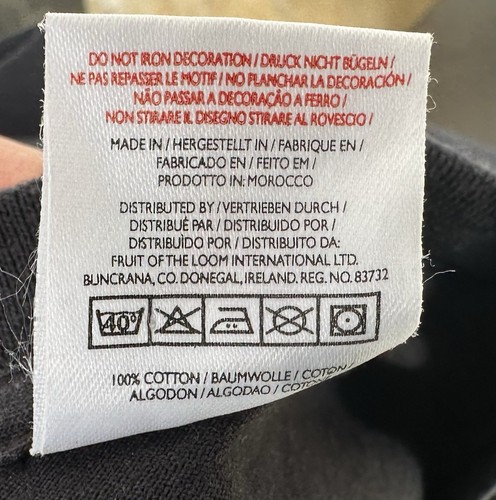 DO NOT IRON DECORATION / DRUCK NICHT BÜGELN /
NE PAS REPASSER LE MOTIF / NO FLANCHAR LA DECORACIÓN /
NÃO PASSAR A DECORAÇÃO A FERRO /
NON STIRARE IL DISEGNO STIRARE AL ROVESCIO /
MADE IN / HERGESTELLT IN / FABRIQUE EN /
FABRICADO EN / FEITO EM /
PRODOTTO IN: MOROCCO
DISTRIBUTED BY / VERTRIEBEN DURCH /
DISTRIBUÉ PAR / DISTRIBUIDO POR /
DISTRIBUÌDO POR / DISTRIBUITO DA:
FRUIT OF THE LOOM INTERNATIONAL LTD.
BUNCRANA, CO. DONEGAL, IRELAND. REG. NO. 83732
40°
100% COTTON / BAUMWOLLE / COTON /
ALGODON / ALGODAO /